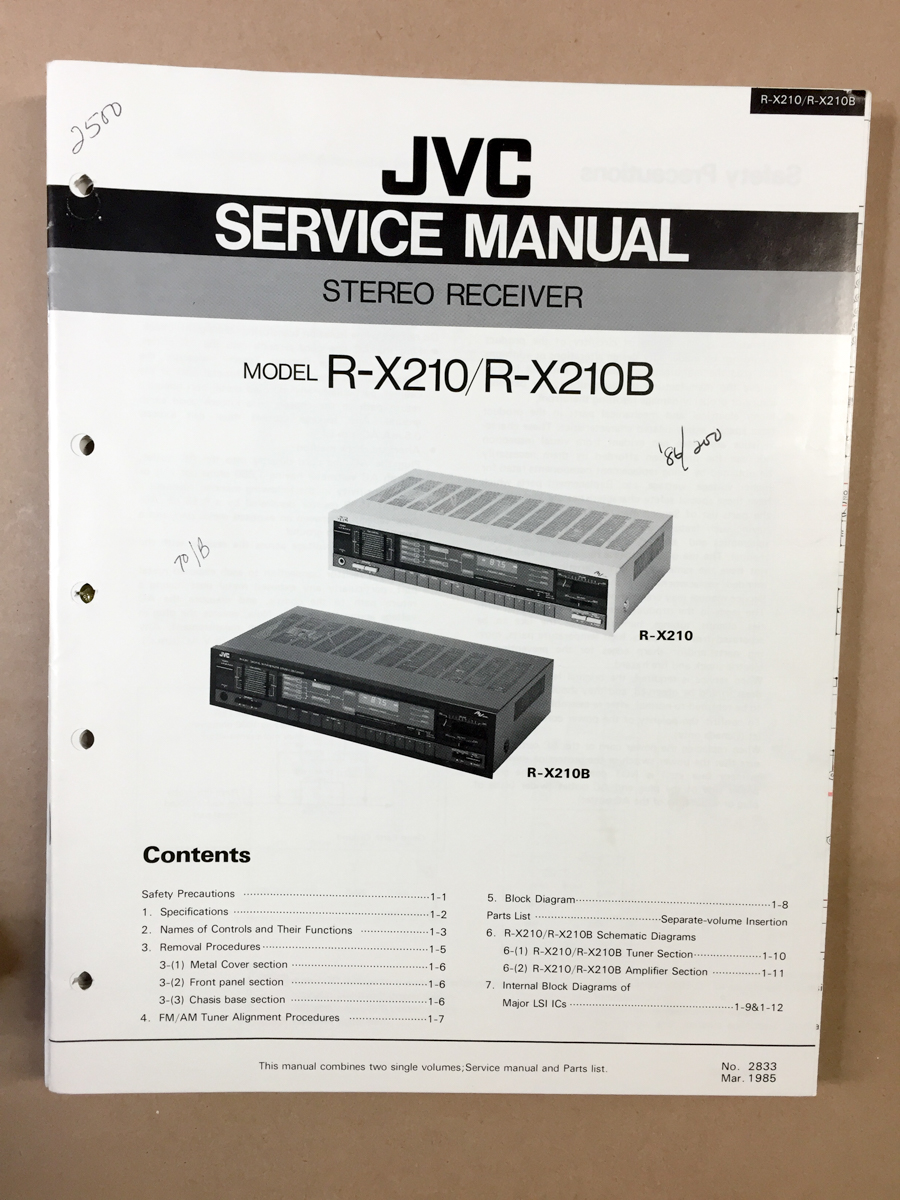 R-X210/R-X210B
2500
JVC
SERVICE MANUAL
STEREO RECEIVER
MODEL R-X210/R-X210B
'86/200
TO/B
R-X210
JVC
R-X210B
Contents
Safety Precautions ········· 1-1
1. Specifications ········· 1-2
2. Names of Controls and Their Functions ········· 1-3
3. Removal Procedures ········· 1-5
3-(1) Metal Cover section ········· 1-6
3-(2) Front panel section ········· 1-6
3-(3) Chasis base section ········· 1-6
4. FM/AM Tuner Alignment Procedures ········· 1-7
5. Block Diagram ········· 1-8
Parts List ········· Separate-volume Insertion
6. R-X210/R-X210B Schematic Diagrams
6-(1) R-X210/R-X210B Tuner Section ········· 1-10
6-(2) R-X210/R-X210B Amplifier Section ········· 1-11
7. Internal Block Diagrams of
Major LSI ICs ········· 1-9&1-12
This manual combines two single volumes;Service manual and Parts list.
No. 2833
Mar. 1985